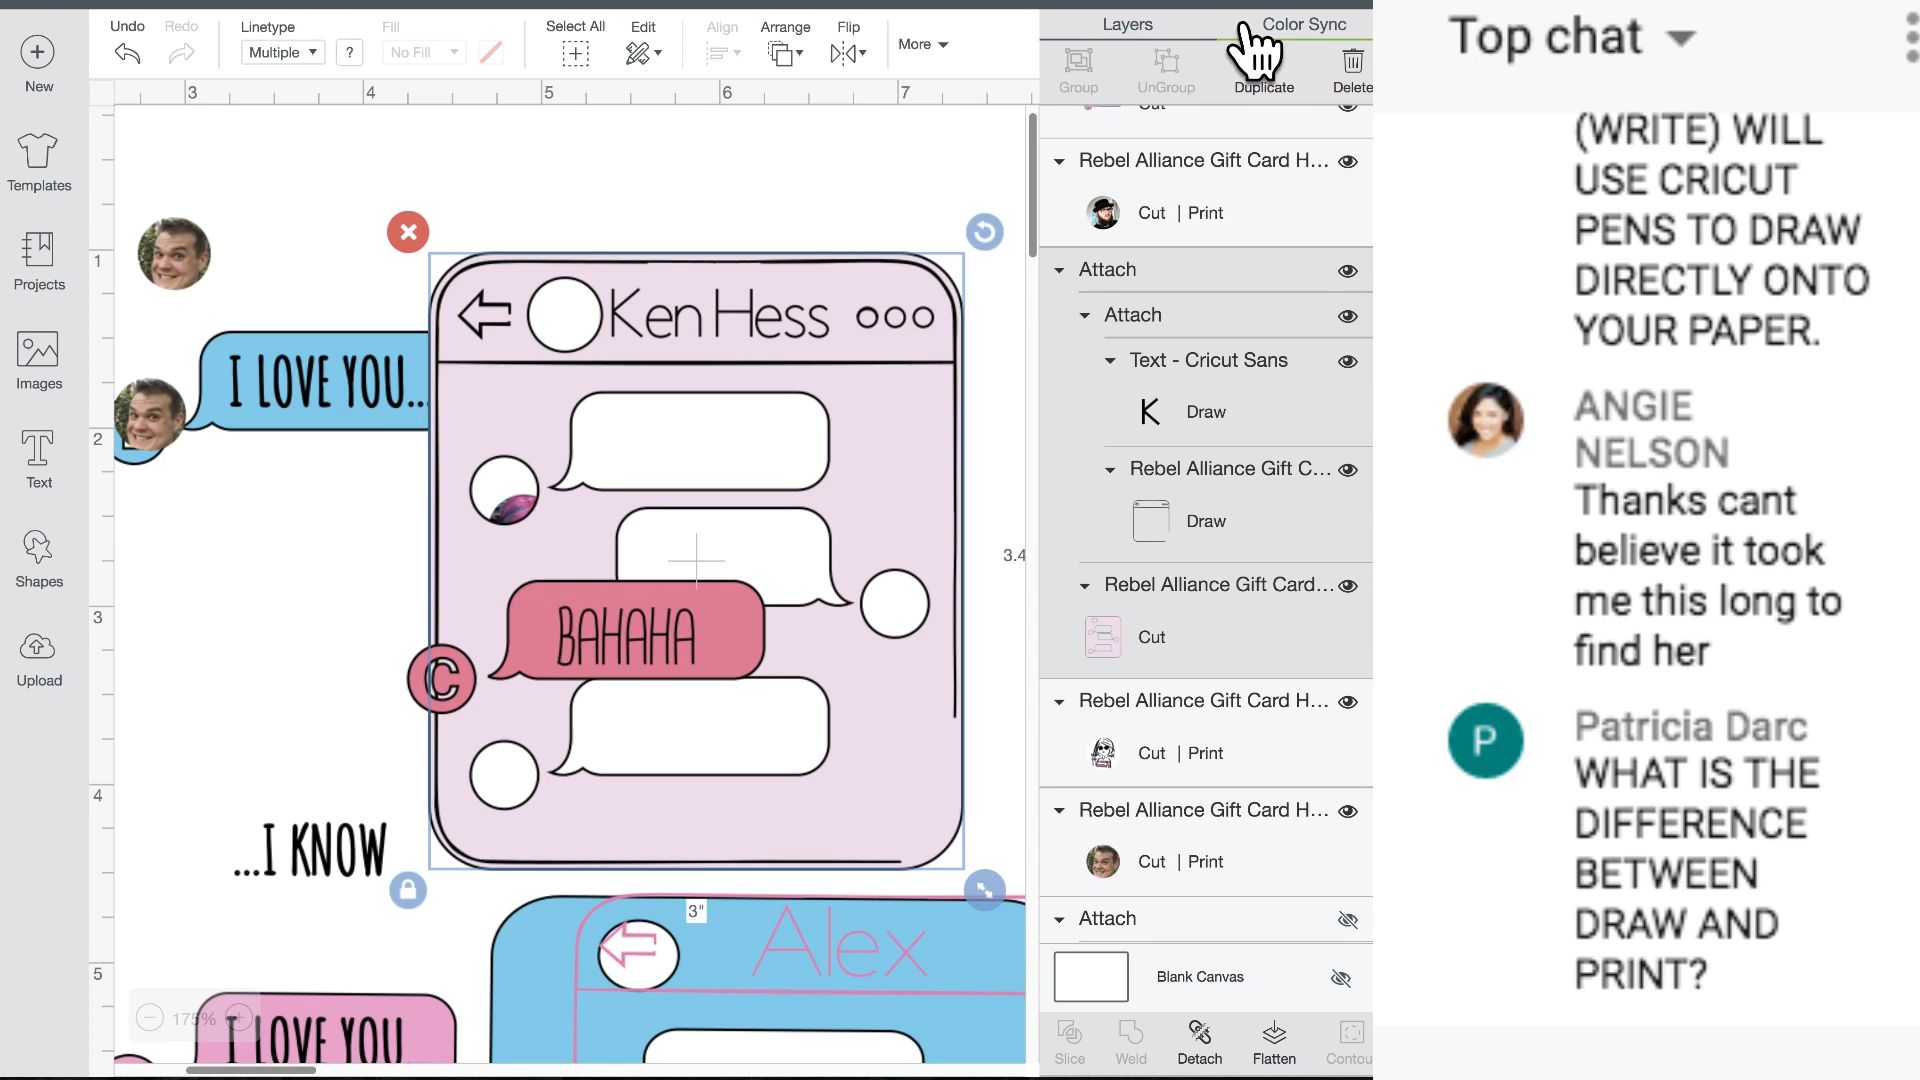 Undo Redo Linetype Fill Select All Edit Align Arrange Flip
Multiple ? No Fill More
New
Templates
Projects
Images
Text
Shapes
Upload
3 4 5 6 7
1
2
3
4
5
I LOVE YOU...
Ken Hess
BAHAHA
C
3.4
...I KNOW
3"
Alex
I LOVE YOU
175%
Layers Color Sync
Group UnGroup Duplicate Delete
Cut
Rebel Alliance Gift Card H...
Cut | Print
Attach
Attach
Text - Cricut Sans
K Draw
Rebel Alliance Gift C...
Draw
Rebel Alliance Gift Card...
Cut
Rebel Alliance Gift Card H...
Cut | Print
Rebel Alliance Gift Card H...
Cut | Print
Attach
Blank Canvas
Slice Weld Detach Flatten Contou
Top chat
(WRITE) WILL
USE CRICUT
PENS TO DRAW
DIRECTLY ONTO
YOUR PAPER.
ANGIE
NELSON
Thanks cant
believe it took
me this long to
find her
P
Patricia Darc
WHAT IS THE
DIFFERENCE
BETWEEN
DRAW AND
PRINT?